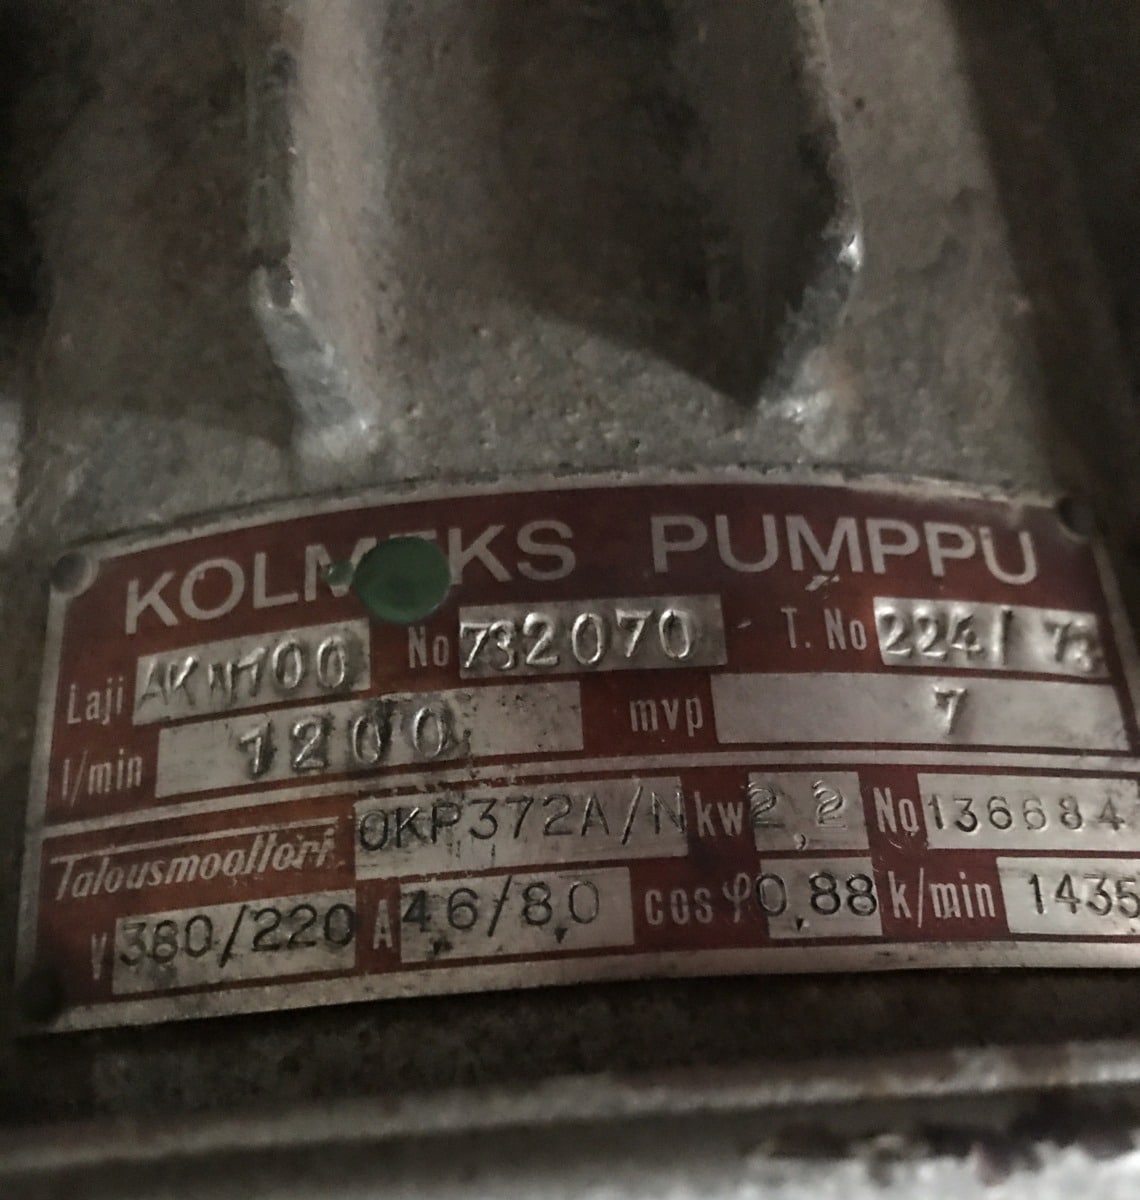 KOLMEKS PUMPPU
Laji AKN100 No 732070 T. No 224/ 73
l/min 1200 mvp 7
Talousmoottori OKP372A/N kw 2,2 No 136684
V 380/220 A 4,6/8,0 cos φ 0,88 k/min 1435